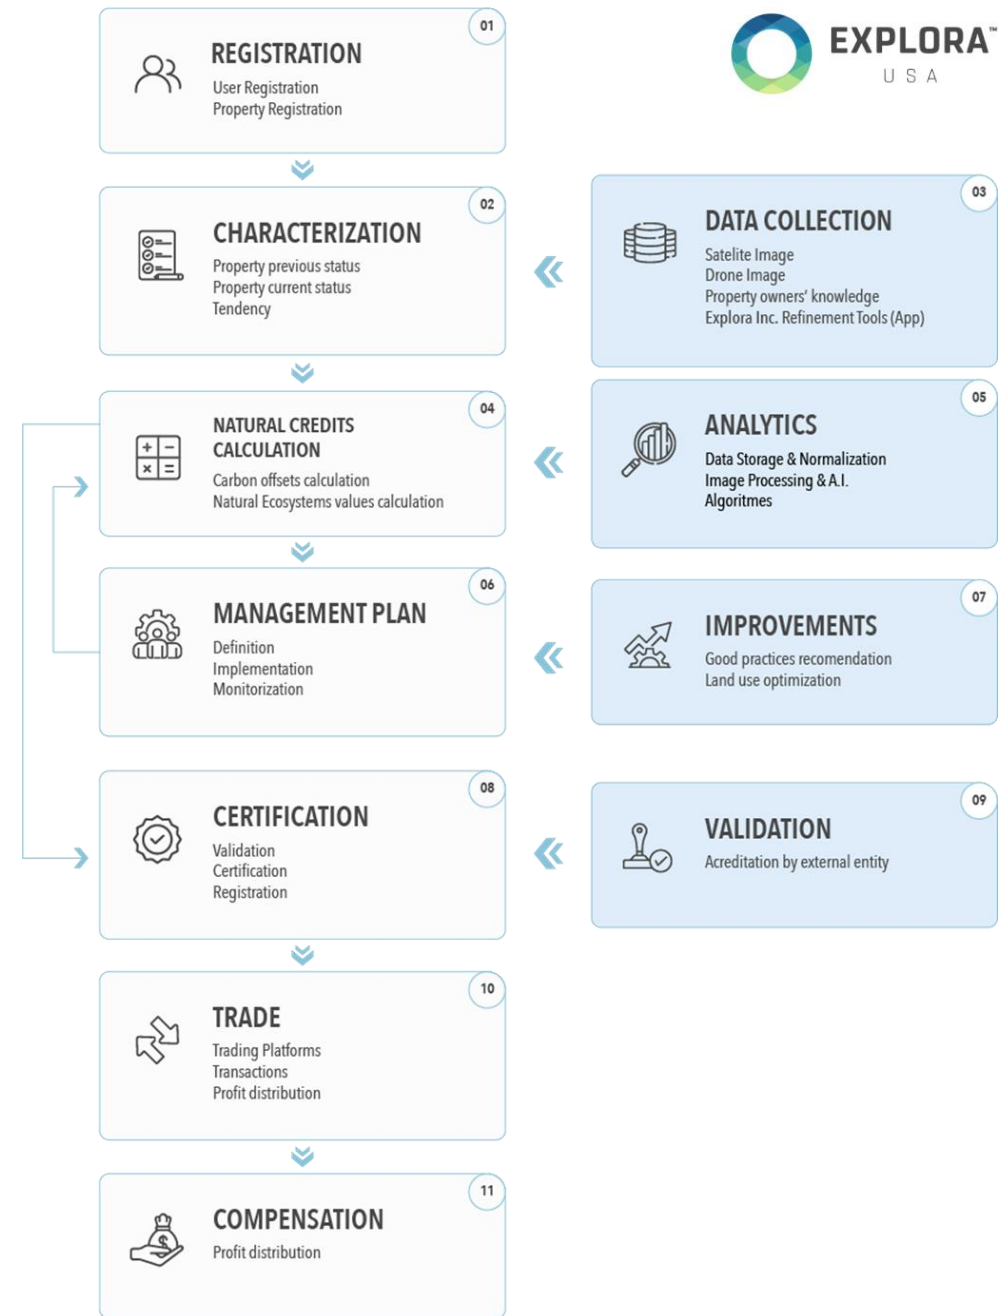 01
REGISTRATION
User Registration
Property Registration
EXPLORA™
USA
02
CHARACTERIZATION
Property previous status
Property current status
Tendency
03
DATA COLLECTION
Satelite Image
Drone Image
Property owners’ knowledge
Explora Inc. Refinement Tools (App)
04
NATURAL CREDITS
CALCULATION
Carbon offsets calculation
Natural Ecosystems values calculation
05
ANALYTICS
Data Storage & Normalization
Image Processing & A.I.
Algoritmes
06
MANAGEMENT PLAN
Definition
Implementation
Monitorization
07
IMPROVEMENTS
Good practices recomendation
Land use optimization
08
CERTIFICATION
Validation
Certification
Registration
09
VALIDATION
Acreditation by external entity
10
TRADE
Trading Platforms
Transactions
Profit distribution
11
COMPENSATION
Profit distribution